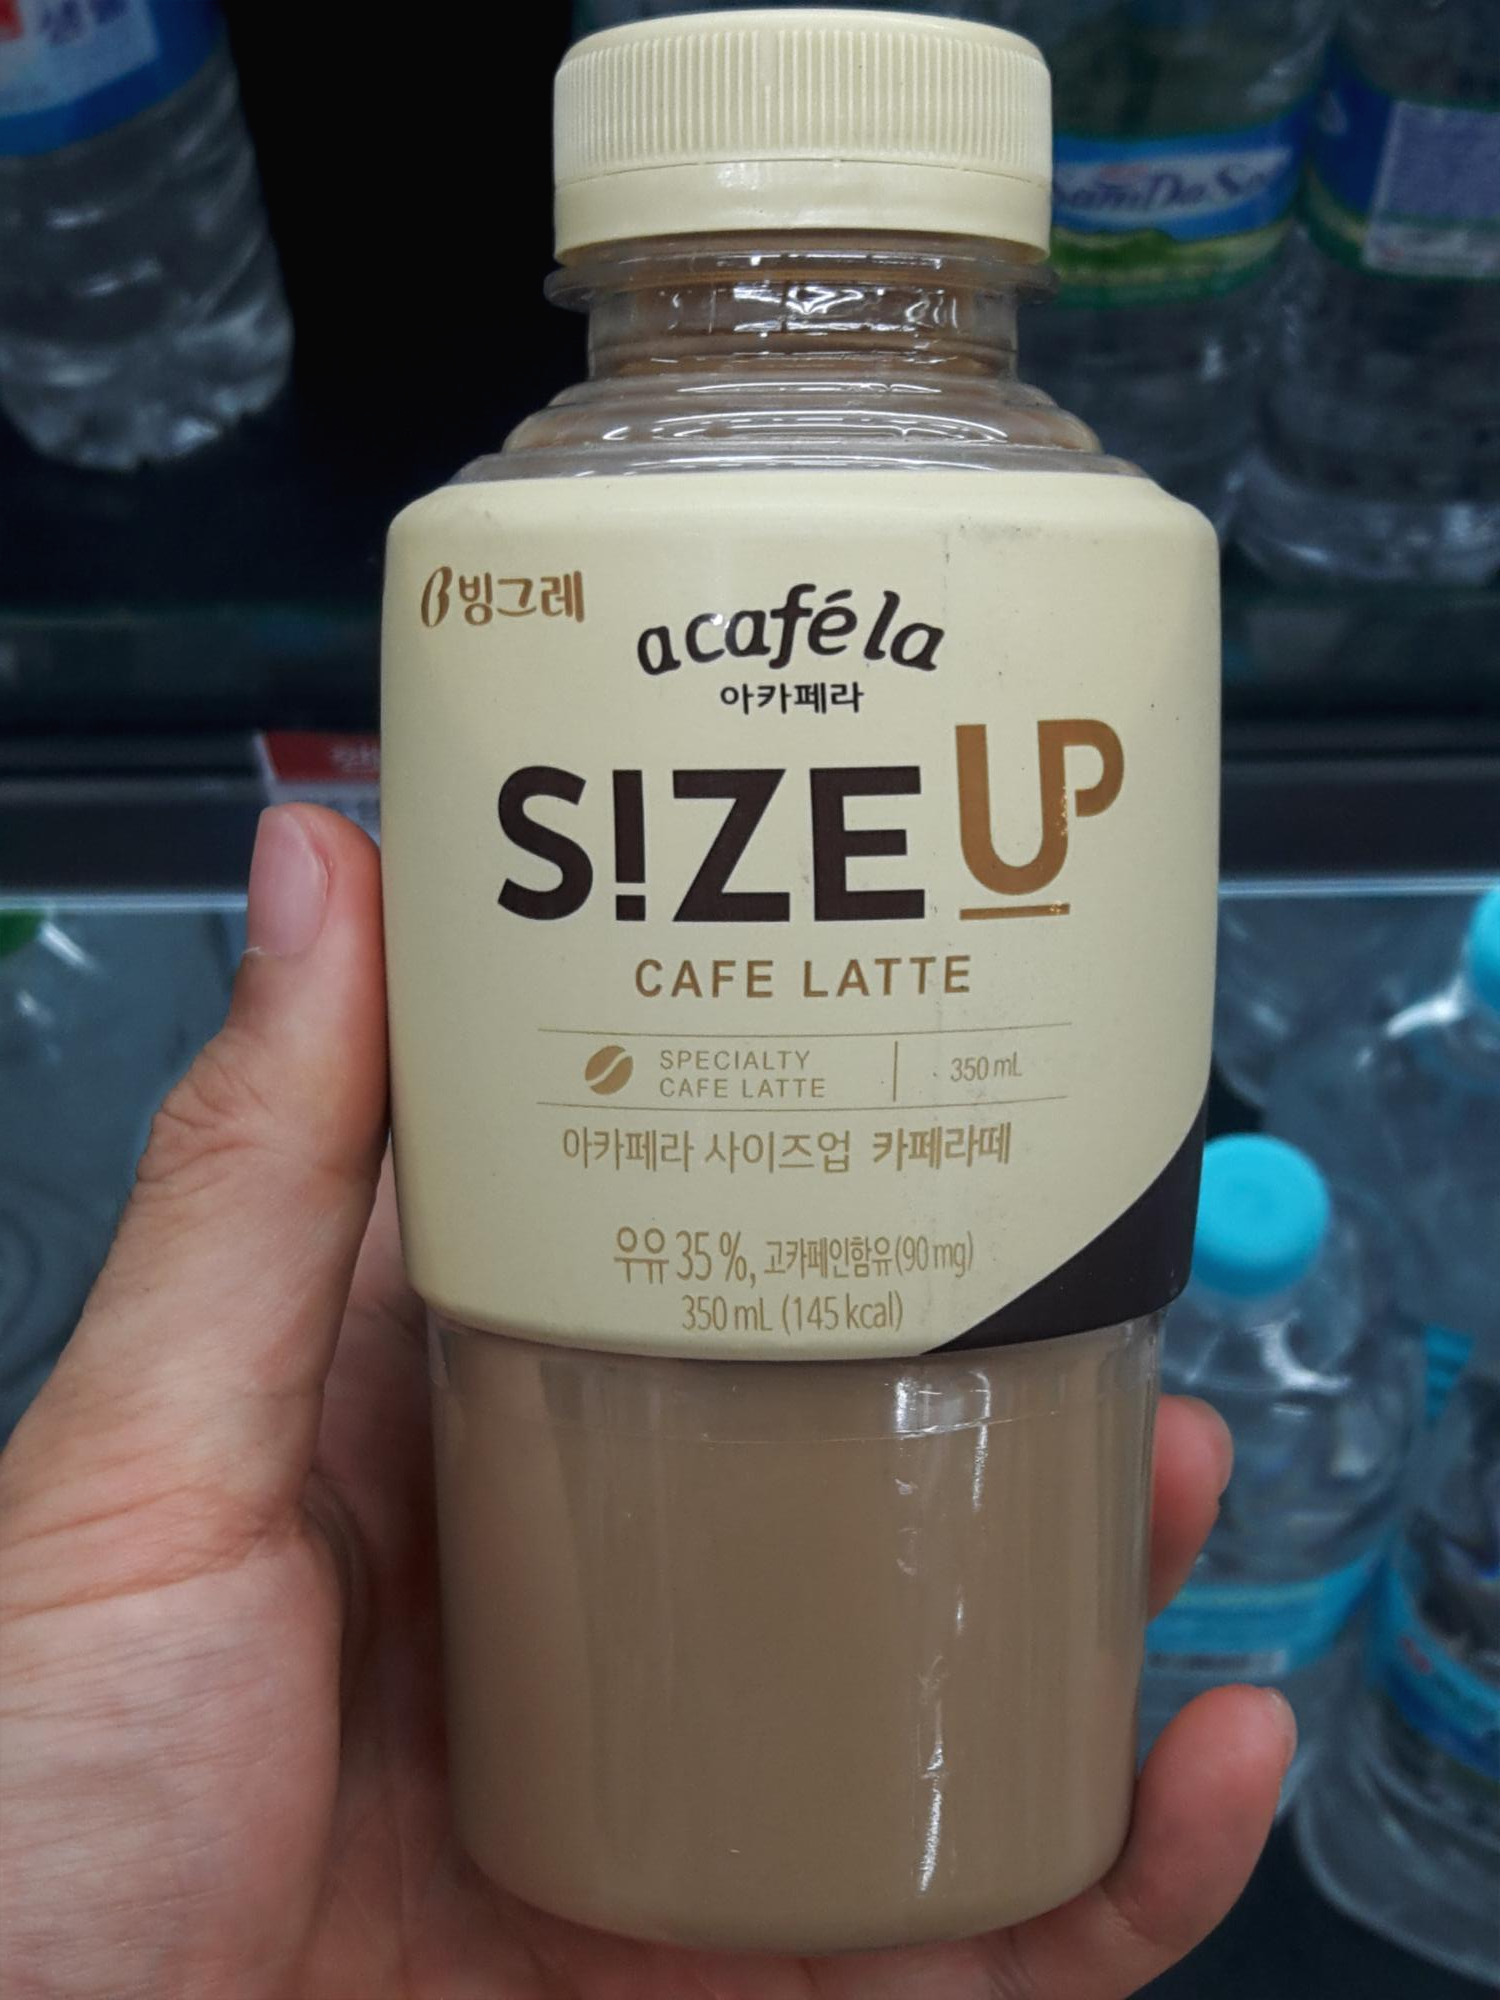 빙그레
acaféla
아카페라
S!ZE UP
CAFE LATTE
SPECIALTY
CAFE LATTE
350 mL
아카페라 사이즈업 카페라떼
우유 35 %, 고카페인함유(90 mg)
350 mL (145 kcal)
SamDaSoo